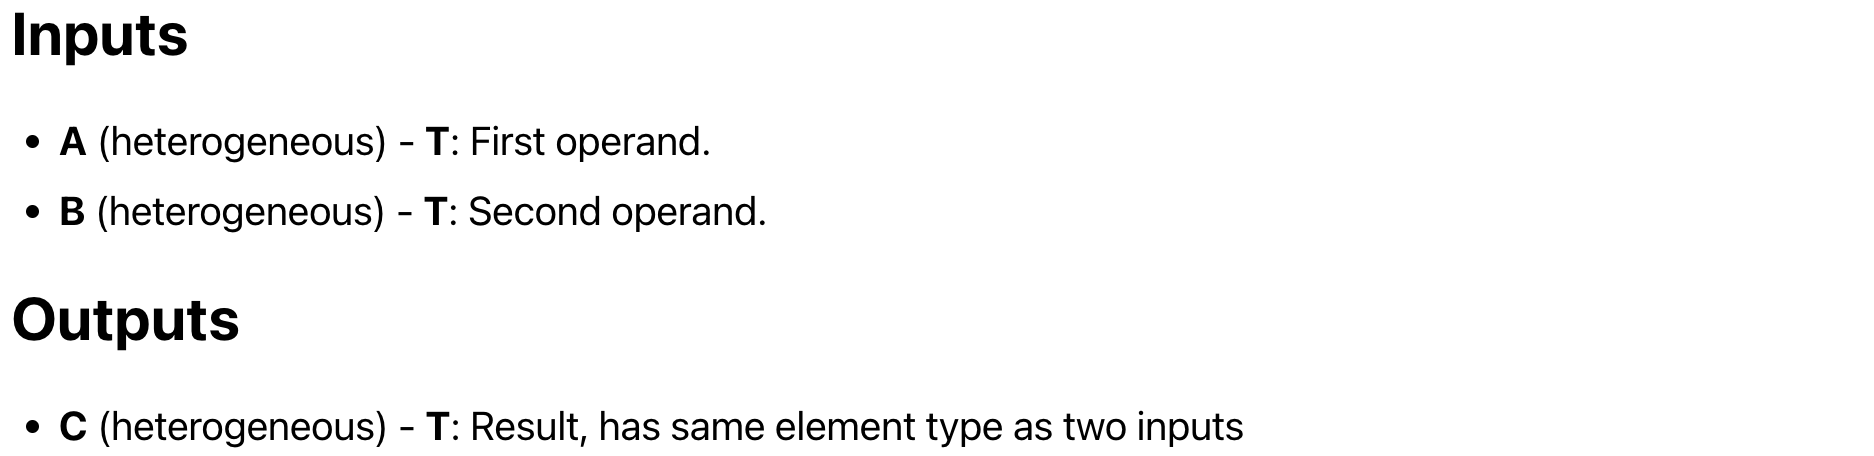 Inputs
• A (heterogeneous) - T: First operand.
• B (heterogeneous) - T: Second operand.
Outputs
• C (heterogeneous) - T: Result, has same element type as two inputs